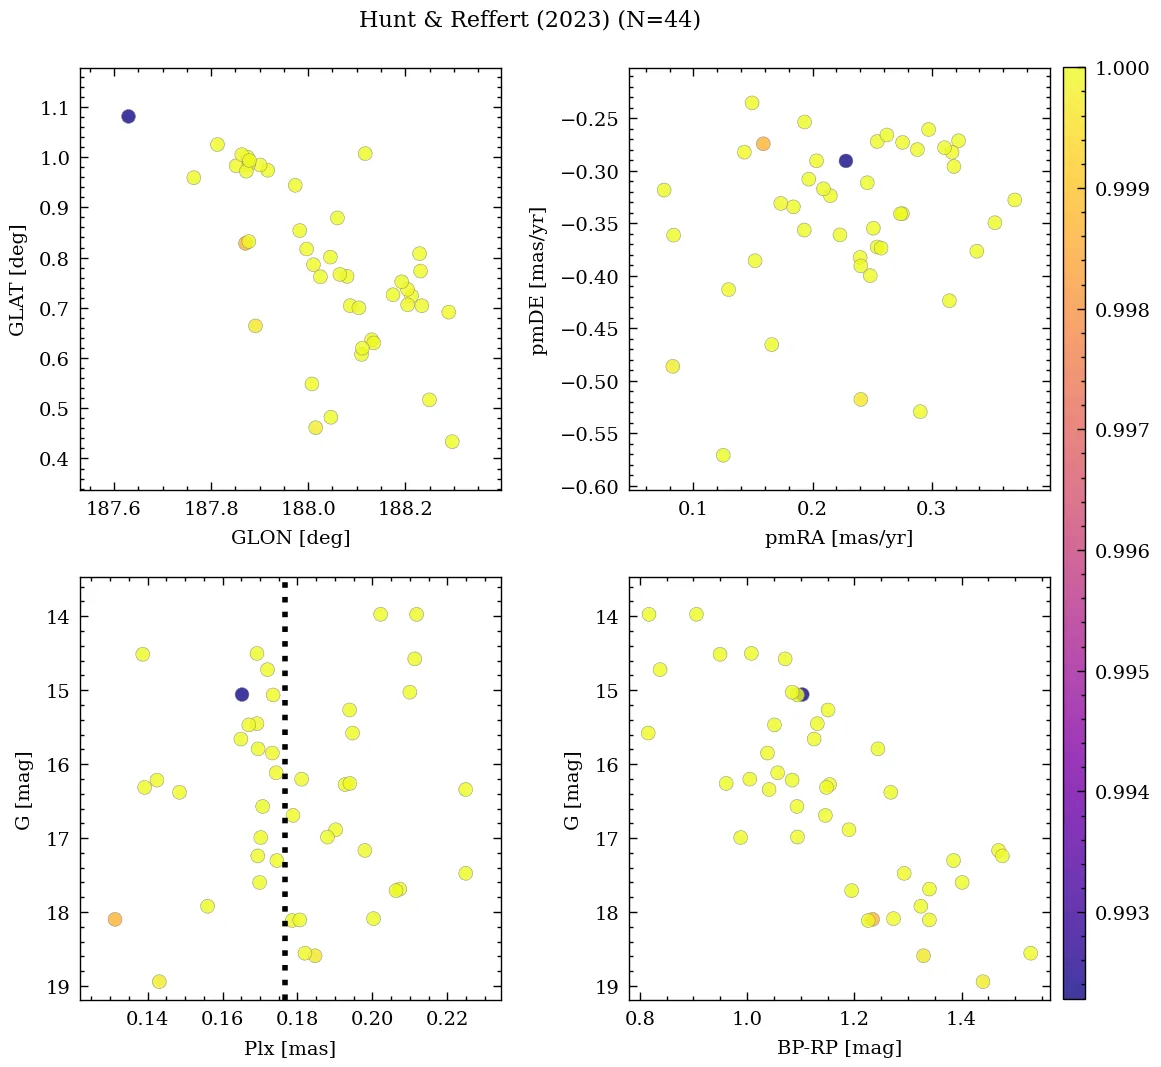 Hunt & Reffert (2023) (N=44)
1.1
1.0
0.9
0.8
0.7
0.6
0.5
0.4
GLAT [deg]
187.6 187.8 188.0 188.2
GLON [deg]
−0.25
−0.30
−0.35
−0.40
−0.45
−0.50
−0.55
−0.60
pmDE [mas/yr]
0.1 0.2 0.3
pmRA [mas/yr]
1.000
0.999
0.998
0.997
0.996
0.995
0.994
0.993
14
15
16
17
18
19
G [mag]
0.14 0.16 0.18 0.20 0.22
Plx [mas]
14
15
16
17
18
19
G [mag]
0.8 1.0 1.2 1.4
BP-RP [mag]